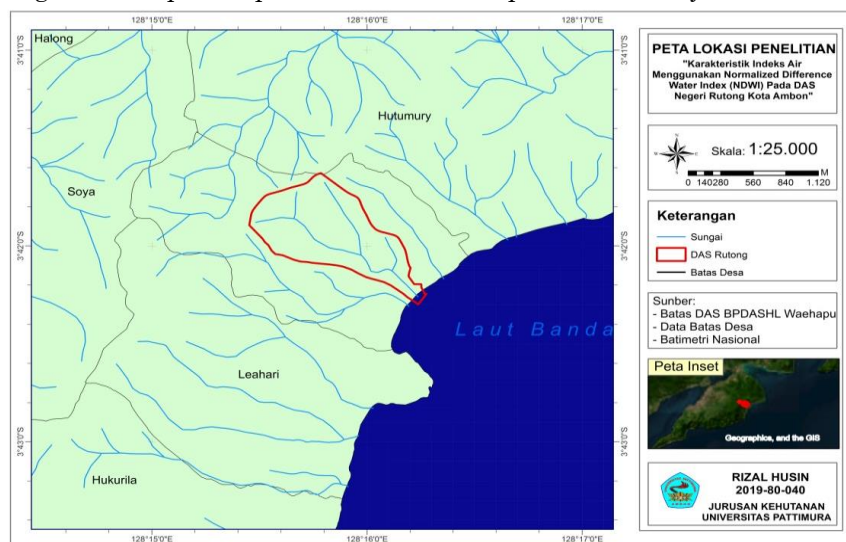 128°15'0"E 128°16'0"E 128°17'0"E
3°41'0"S 3°41'0"S
Halong
Hutumury
Soya
3°42'0"S 3°42'0"S
Laut Banda
Leahari
3°43'0"S 3°43'0"S
Hukurila
128°15'0"E 128°16'0"E 128°17'0"E
PETA LOKASI PENELITIAN
"Karakteristik Indeks Air
Menggunakan Normalized Difference
Water Index (NDWI) Pada DAS
Negeri Rutong Kota Ambon"
N
Skala: 1:25.000
M
0 140280 560 840 1.120
Keterangan
Sungai
DAS Rutong
Batas Desa
Sunber:
- Batas DAS BPDASHL Waehapu
- Data Batas Desa
- Batimetri Nasional
Peta Inset
Geographics, and the GIS
RIZAL HUSIN
2019-80-040
JURUSAN KEHUTANAN
UNIVERSITAS PATTIMURA